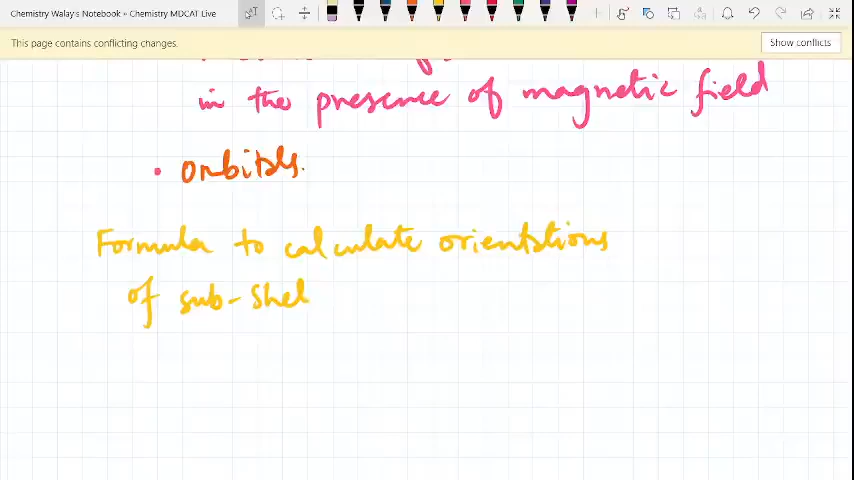 Chemistry Walay's Notebook » Chemistry MDCAT Live
This page contains conflicting changes.
Show conflicts
in the presence of magnetic field
• orbitals.
Formula to calculate orientations
of sub-shel